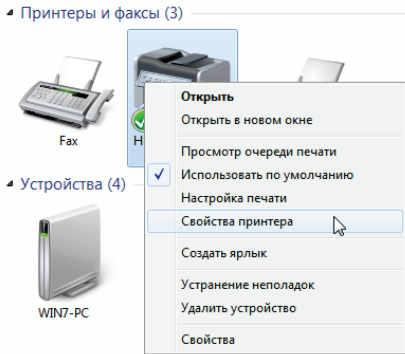 Принтеры и факсы (3)
Fax
H
Открыть
Открыть в новом окне
Просмотр очереди печати
Использовать по умолчанию
Настройка печати
Свойства принтера
Создать ярлык
Устранение неполадок
Удалить устройство
Свойства
Устройства (4)
WIN7-PC